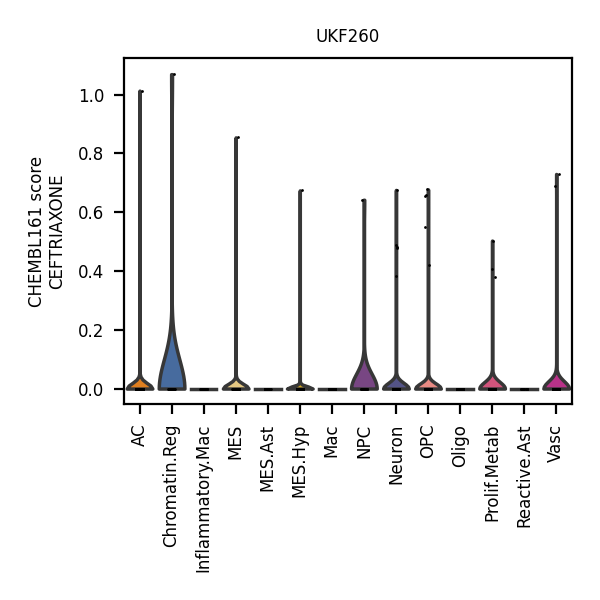 UKF260
CHEMBL161 score
CEFTRIAXONE
1.0
0.8
0.6
0.4
0.2
0.0
AC
Chromatin.Reg
Inflammatory.Mac
MES
MES.Ast
MES.Hyp
Mac
NPC
Neuron
OPC
Oligo
Prolif.Metab
Reactive.Ast
Vasc